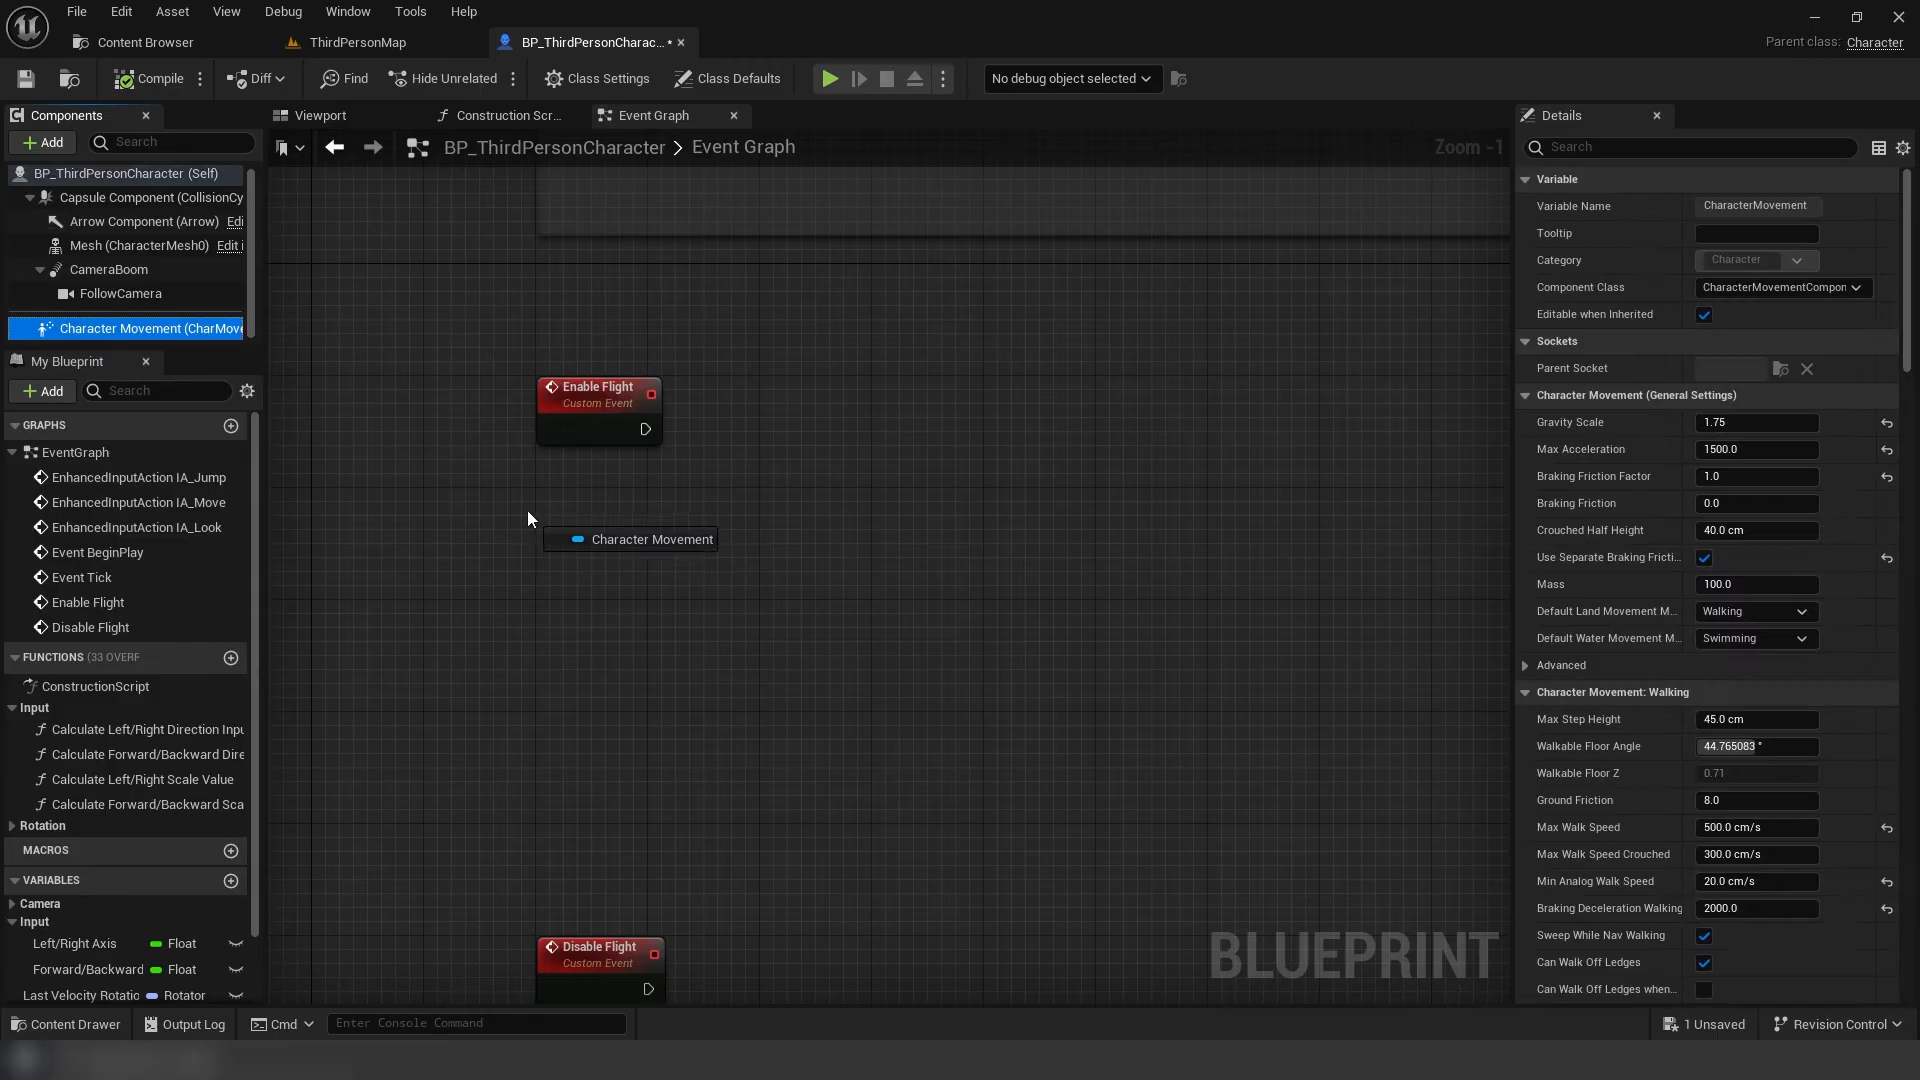 File Edit Asset View Debug Window Tools Help
Content Browser ThirdPersonMap BP_ThirdPersonCharac... •
Parent class: Character
Compile Diff Find Hide Unrelated Class Settings Class Defaults No debug object selected
Components
Add Search
BP_ThirdPersonCharacter (Self)
Capsule Component (CollisionCy
Arrow Component (Arrow) Edi
Mesh (CharacterMesh0) Edit i
CameraBoom
FollowCamera
Character Movement (CharMove
My Blueprint
Add Search
GRAPHS
EventGraph
EnhancedInputAction IA_Jump
EnhancedInputAction IA_Move
EnhancedInputAction IA_Look
Event BeginPlay
Event Tick
Enable Flight
Disable Flight
FUNCTIONS (33 OVERR
ConstructionScript
Input
Calculate Left/Right Direction Inpu
Calculate Forward/Backward Dire
Calculate Left/Right Scale Value
Calculate Forward/Backward Sca
Rotation
MACROS
VARIABLES
Camera
Input
Left/Right Axis Float
Forward/Backward Float
Last Velocity Rotatio Rotator
Viewport Construction Scr... Event Graph
BP_ThirdPersonCharacter > Event Graph
Zoom -1
Enable Flight
Custom Event
Character Movement
Disable Flight
Custom Event
BLUEPRINT
Details
Search
Variable
Variable Name CharacterMovement
Tooltip
Category Character
Component Class CharacterMovementCompon
Editable when Inherited
Sockets
Parent Socket
Character Movement (General Settings)
Gravity Scale 1.75
Max Acceleration 1500.0
Braking Friction Factor 1.0
Braking Friction 0.0
Crouched Half Height 40.0 cm
Use Separate Braking Fricti...
Mass 100.0
Default Land Movement M... Walking
Default Water Movement M... Swimming
Advanced
Character Movement: Walking
Max Step Height 45.0 cm
Walkable Floor Angle 44.765083 °
Walkable Floor Z 0.71
Ground Friction 8.0
Max Walk Speed 500.0 cm/s
Max Walk Speed Crouched 300.0 cm/s
Min Analog Walk Speed 20.0 cm/s
Braking Deceleration Walking 2000.0
Sweep While Nav Walking
Can Walk Off Ledges
Can Walk Off Ledges when...
Content Drawer Output Log Cmd Enter Console Command 1 Unsaved Revision Control